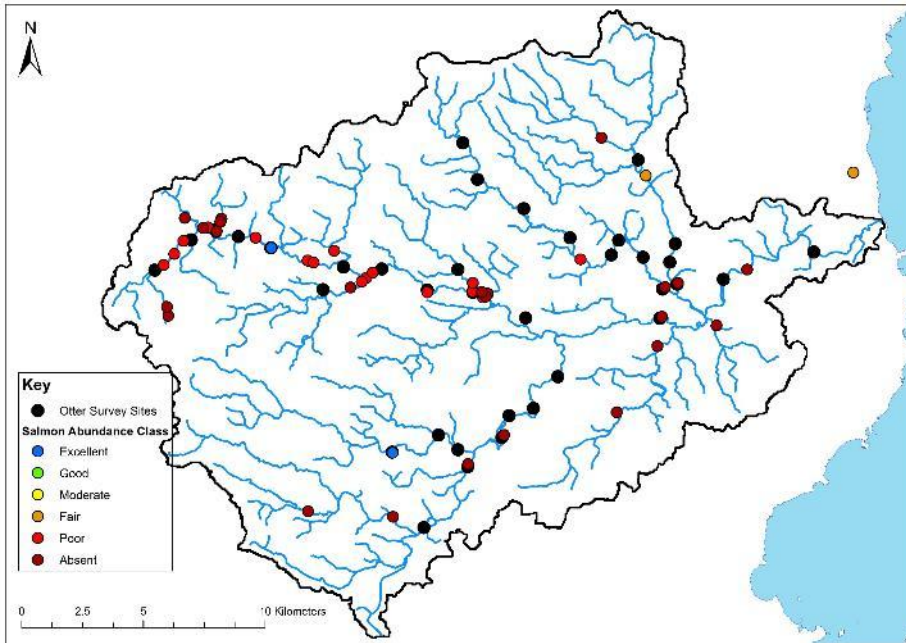 N
Key
Otter Survey Sites
Salmon Abundance Class
Excellent
Good
Moderate
Fair
Poor
Absent
0 2.5 5 10 Kilometers